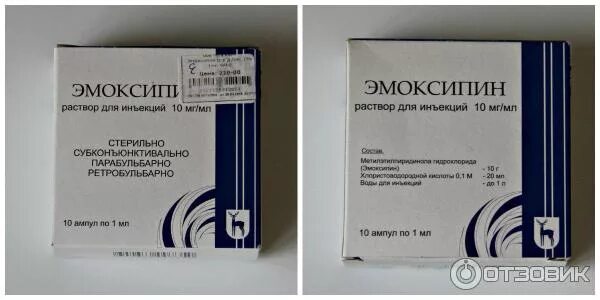 ЭМОКСИПИН
раствор для инъекций 10 мг/мл
Цена: 220-00
СТЕРИЛЬНО
СУБКОНЪЮНКТИВАЛЬНО
ПАРАБУЛЬБАРНО
РЕТРОБУЛЬБАРНО
10 ампул по 1 мл
ЭМОКСИПИН
раствор для инъекций 10 мг/мл
Состав:
Метилэтилпиридинола гидрохлорида
(Эмоксипин) - 10 г
Хлористоводородной кислоты 0,1 М - 20 мл
Воды для инъекций - до 1 л
10 ампул по 1 мл
ОТЗОВИК